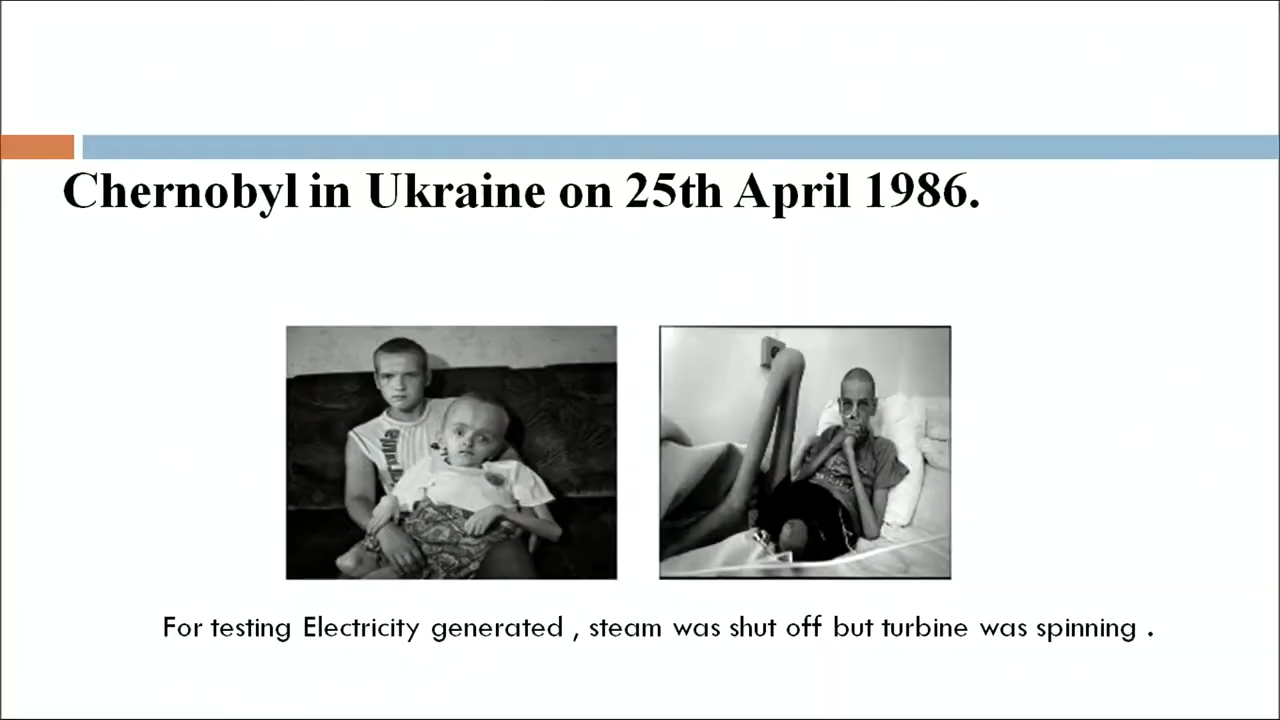 Chernobyl in Ukraine on 25th April 1986.
For testing Electricity generated , steam was shut off but turbine was spinning .